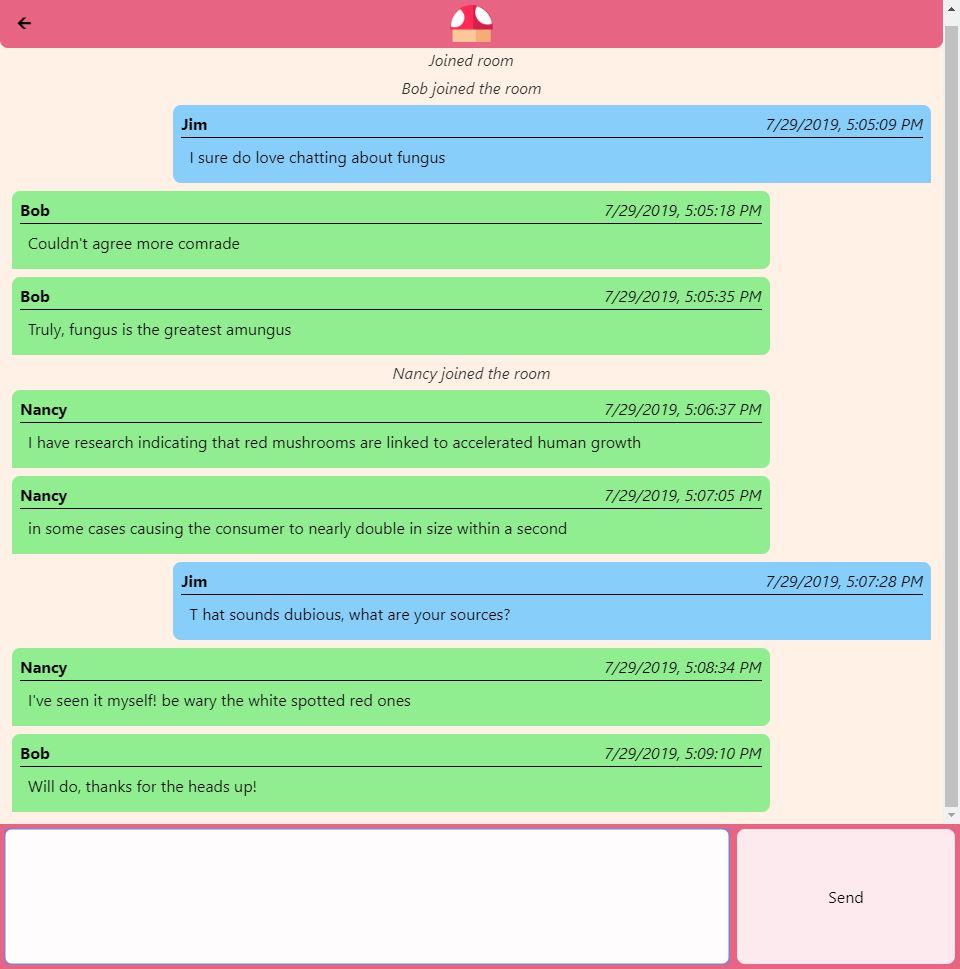 Joined room
Bob joined the room
Jim 7/29/2019, 5:05:09 PM
I sure do love chatting about fungus
Bob 7/29/2019, 5:05:18 PM
Couldn't agree more comrade
Bob 7/29/2019, 5:05:35 PM
Truly, fungus is the greatest amungus
Nancy joined the room
Nancy 7/29/2019, 5:06:37 PM
I have research indicating that red mushrooms are linked to accelerated human growth
Nancy 7/29/2019, 5:07:05 PM
in some cases causing the consumer to nearly double in size within a second
Jim 7/29/2019, 5:07:28 PM
T hat sounds dubious, what are your sources?
Nancy 7/29/2019, 5:08:34 PM
I've seen it myself! be wary the white spotted red ones
Bob 7/29/2019, 5:09:10 PM
Will do, thanks for the heads up!
Send